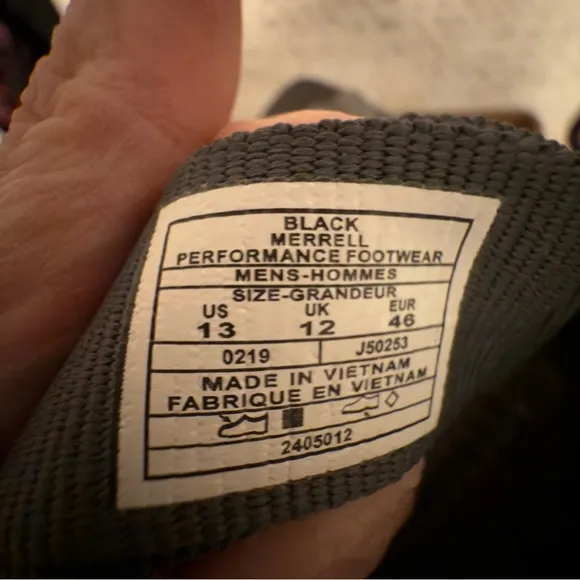 BLACK
MERRELL
PERFORMANCE FOOTWEAR
MENS-HOMMES
SIZE-GRANDEUR
US UK EUR
13 12 46
0219 J50253
MADE IN VIETNAM
FABRIQUE EN VIETNAM
2405012